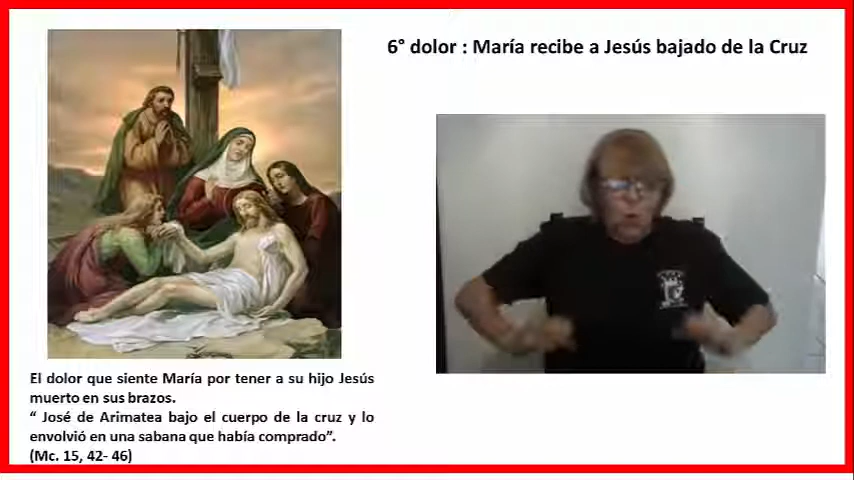 6° dolor : María recibe a Jesús bajado de la Cruz
El dolor que siente María por tener a su hijo Jesús
muerto en sus brazos.
“ José de Arimatea bajo el cuerpo de la cruz y lo
envolvió en una sabana que había comprado”.
(Mc. 15, 42- 46)